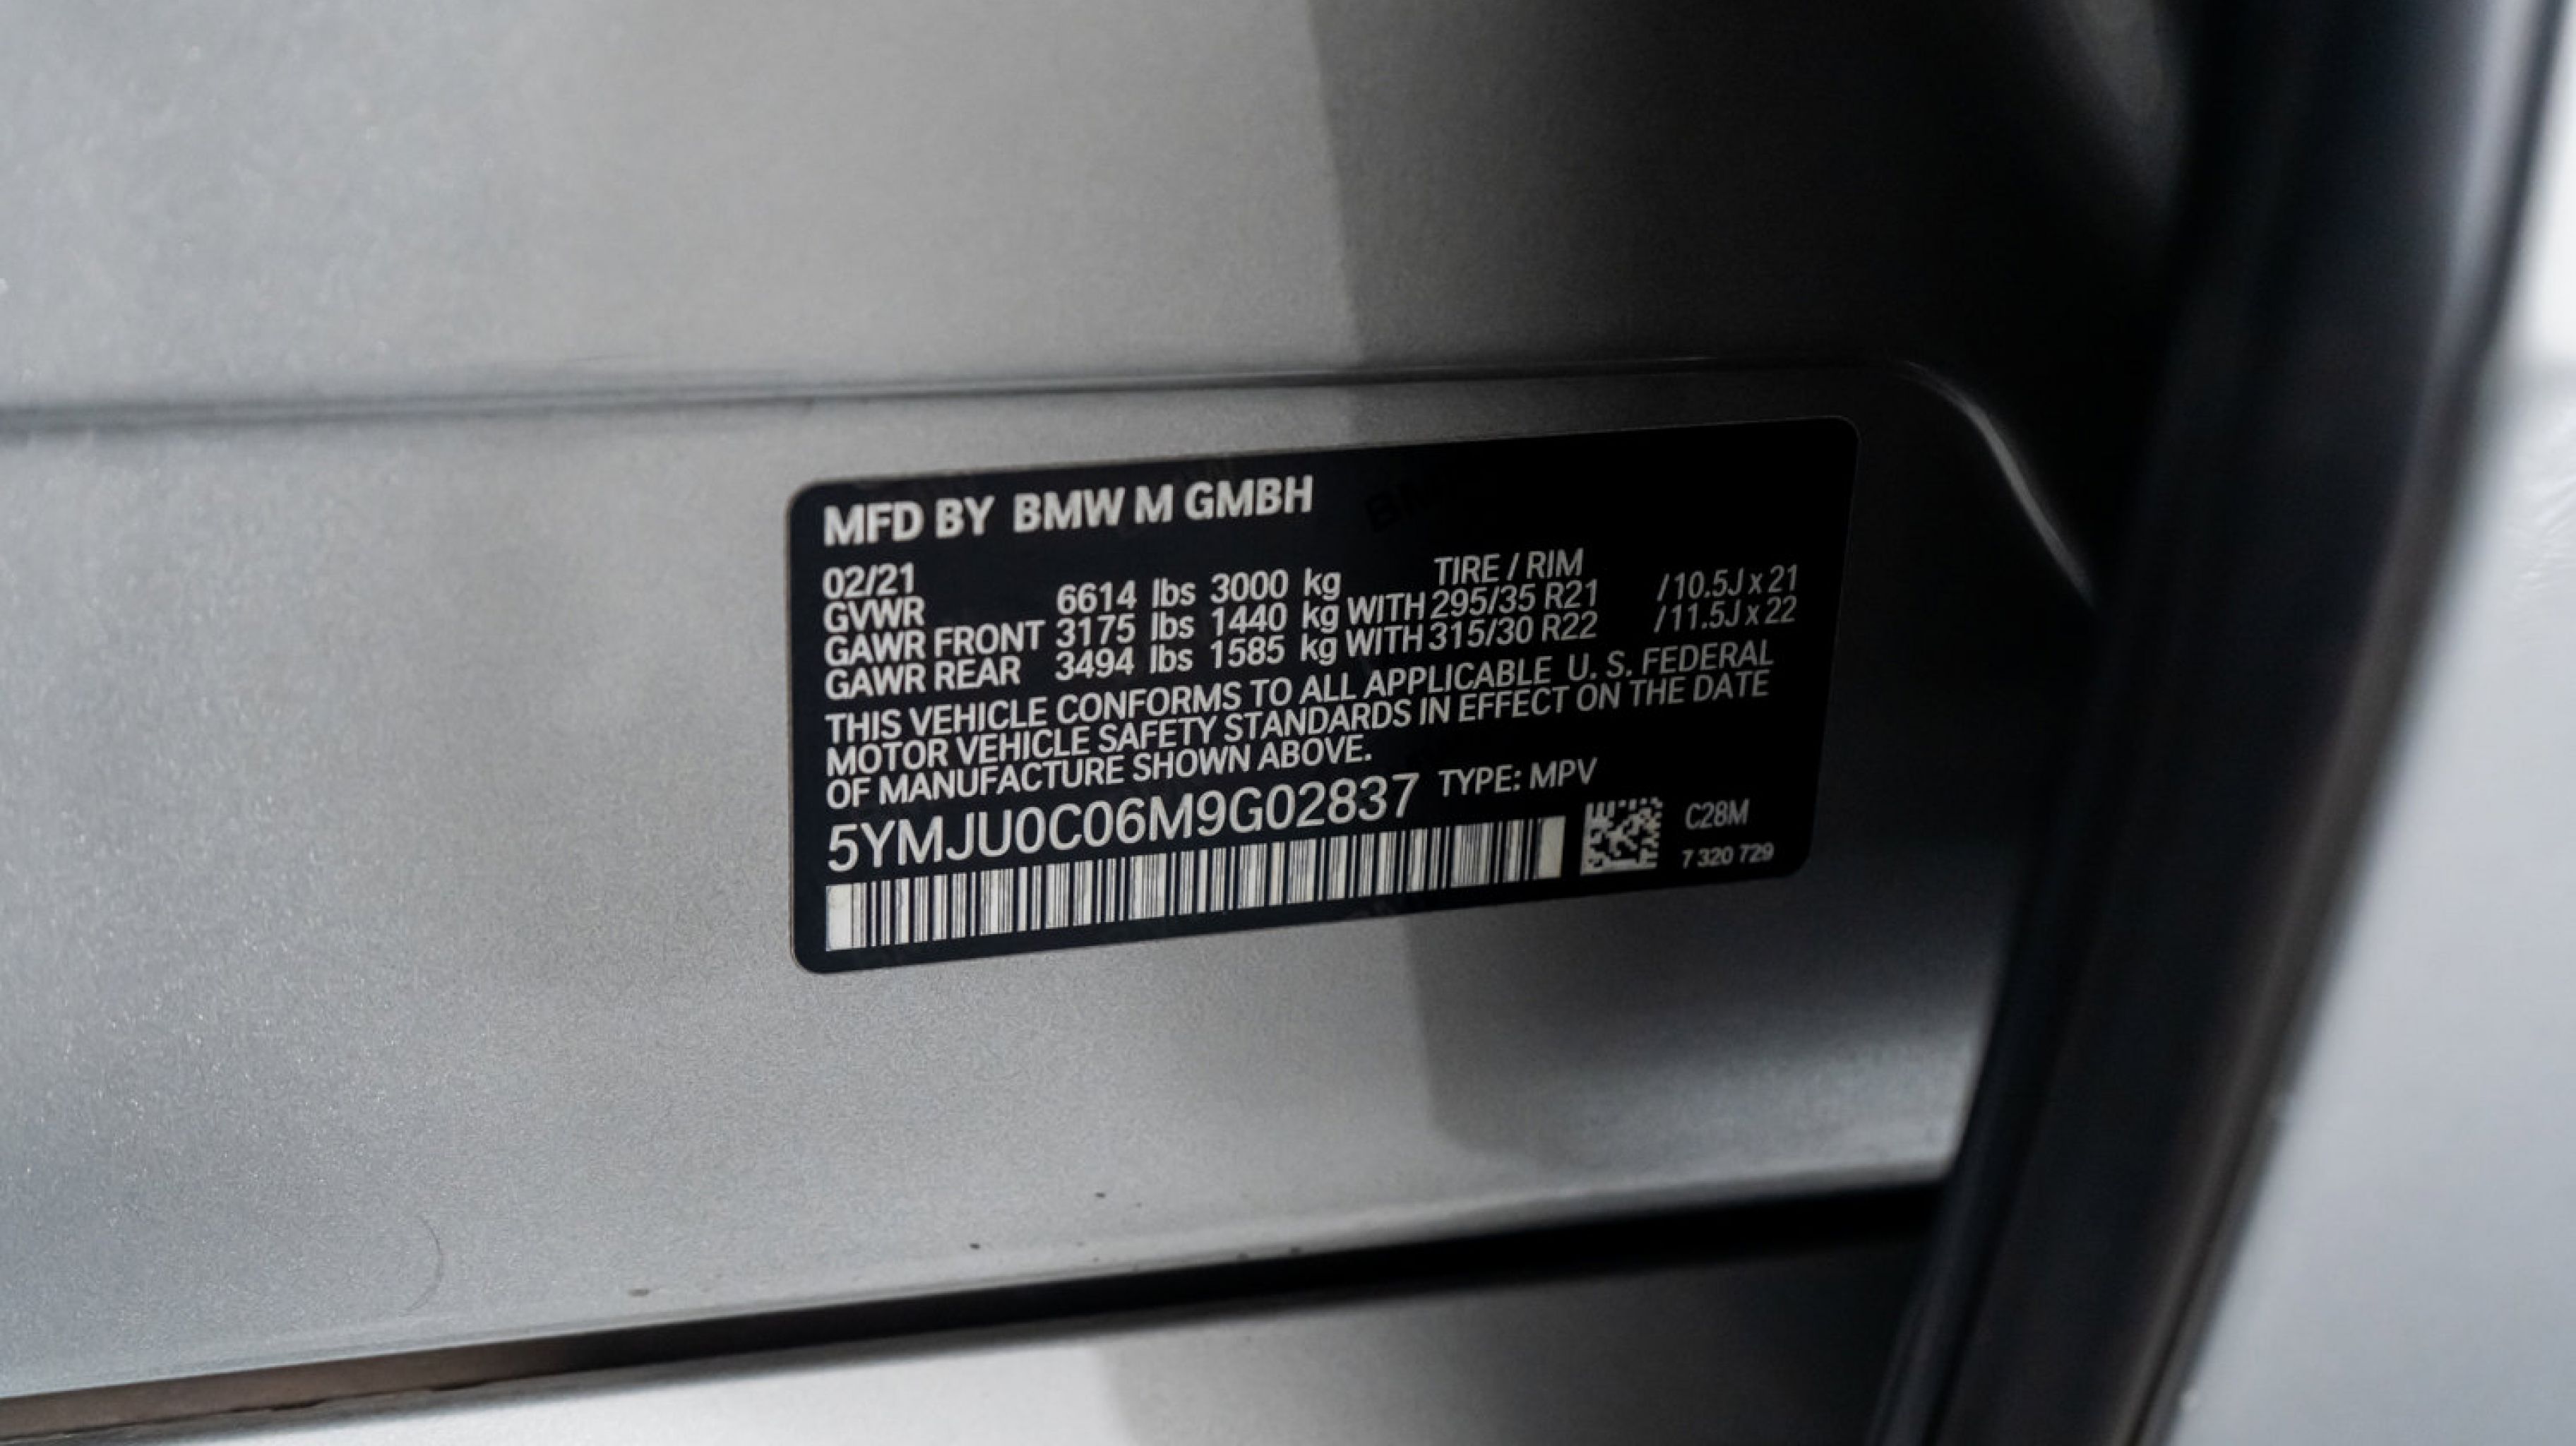 MFD BY BMW M GMBH
02/21 TIRE / RIM
GVWR 6614 lbs 3000 kg
GAWR FRONT 3175 lbs 1440 kg WITH 295/35 R21 /10.5J x 21
GAWR REAR 3494 lbs 1585 kg WITH 315/30 R22 /11.5J x 22
THIS VEHICLE CONFORMS TO ALL APPLICABLE U. S. FEDERAL
MOTOR VEHICLE SAFETY STANDARDS IN EFFECT ON THE DATE
OF MANUFACTURE SHOWN ABOVE.
5YMJU0C06M9G02837 TYPE: MPV
C28M
7 320 729